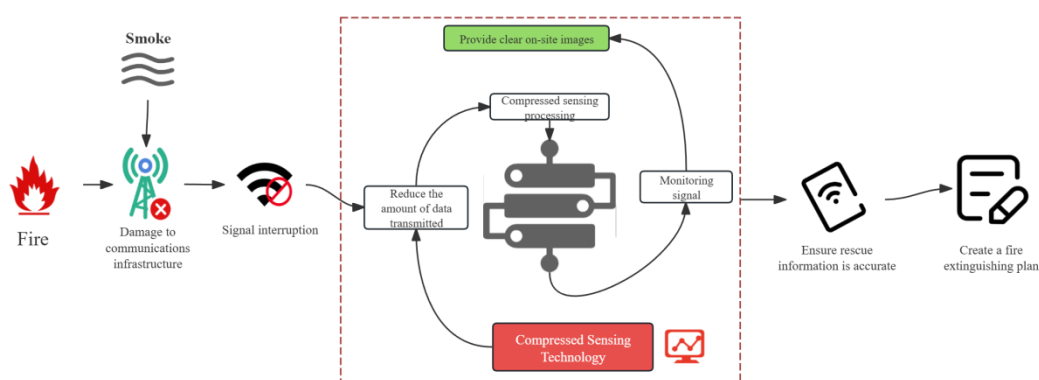 Smoke
Fire
Damage to
communications
infrastructure
Signal interruption
Provide clear on-site images
Compressed sensing
processing
Reduce the
amount of data
transmitted
Monitoring
signal
Compressed Sensing
Technology
Ensure rescue
information is accurate
Create a fire
extinguishing plan